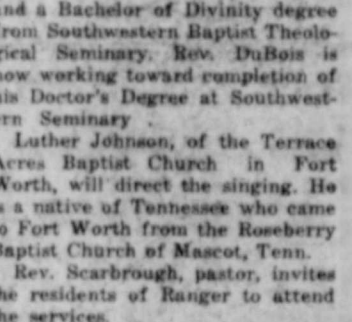 and a Bachelor of Divinity degree
from Southwestern Baptist Theolo-
gical Seminary. Rev. DuBois is
now working toward completion of
his Doctor's Degree at Southwest-
ern Seminary .
Luther Johnson, of the Terrace
Acres Baptist Church in Fort
Worth, will direct the singing. He
is a native of Tennessee who came
to Fort Worth from the Roseberry
Baptist Church of Mascot, Tenn.
Rev. Scarbrough, pastor, invites
the residents of Ranger to attend
the services.